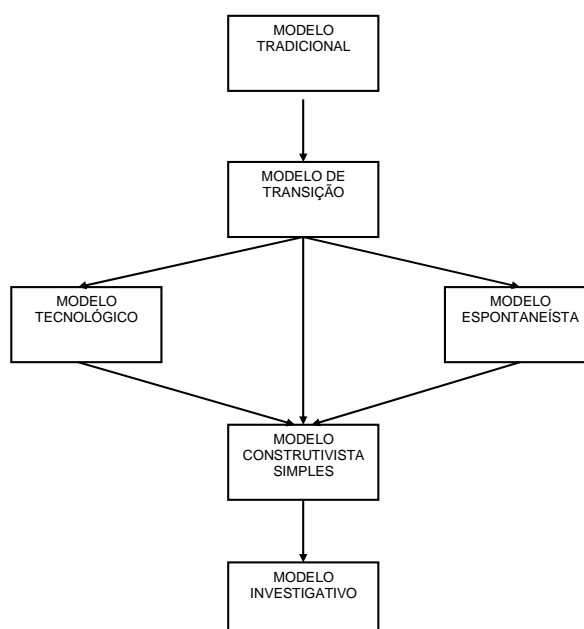 MODELO
TRADICIONAL
MODELO DE
TRANSIÇÃO
MODELO
TECNOLÓGICO
MODELO
ESPONTANEÍSTA
MODELO
CONSTRUTIVISTA
SIMPLES
MODELO
INVESTIGATIVO